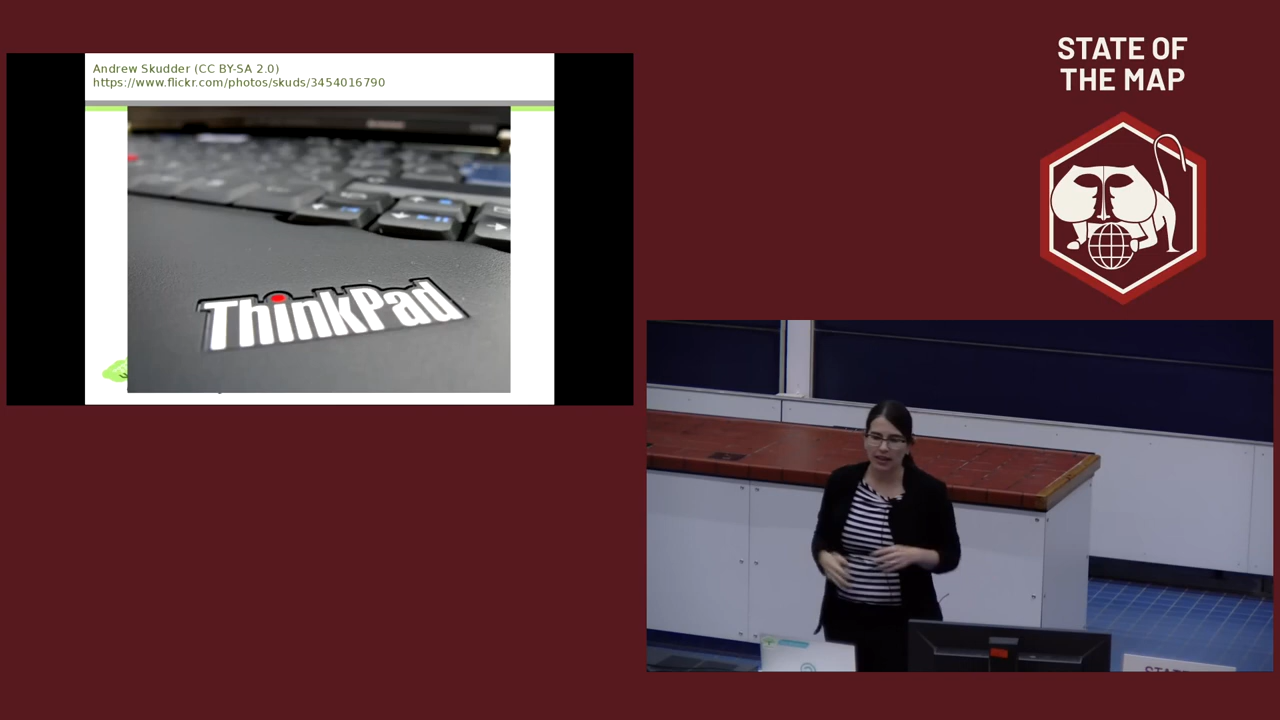 Andrew Skudder (CC BY-SA 2.0)
https://www.flickr.com/photos/skuds/3454016790
ThinkPad
STATE OF
THE MAP